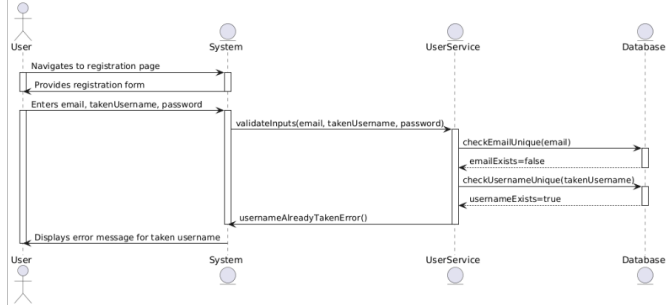 User System UserService Database
Navigates to registration page
Provides registration form
Enters email, takenUsername, password
validateInputs(email, takenUsername, password)
checkEmailUnique(email)
emailExists=false
checkUsernameUnique(takenUsername)
usernameExists=true
usernameAlreadyTakenError()
Displays error message for taken username
User System UserService Database